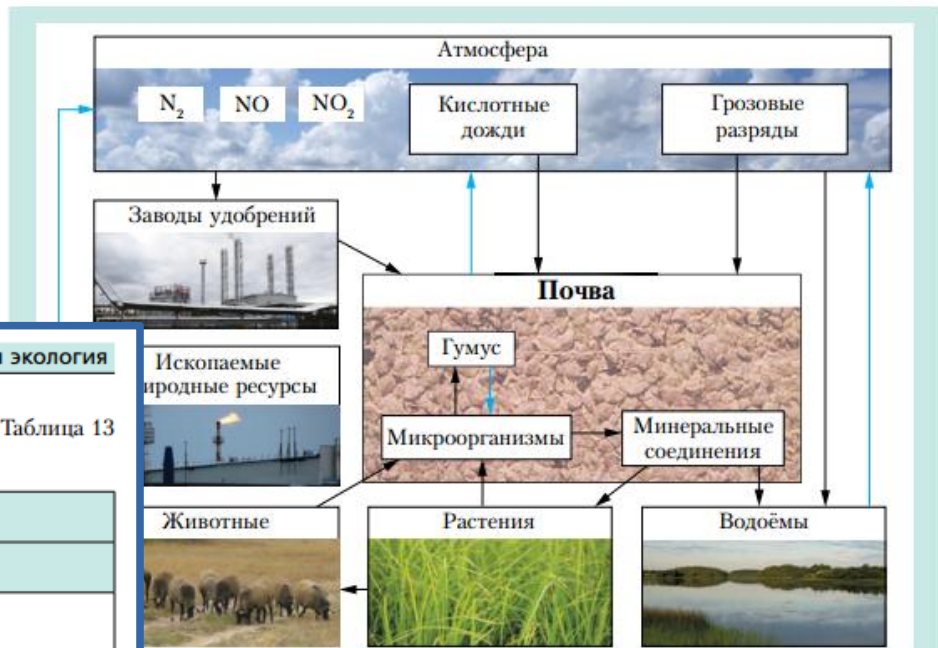 Атмосфера
N₂ NO NO₂
Кислотные
дожди
Грозовые
разряды
Заводы удобрений
Почва
Гумус
Микроорганизмы
Минеральные
соединения
Ископаемые
иродные ресурсы
экология
Таблица 13
Животные
Растения
Водоёмы